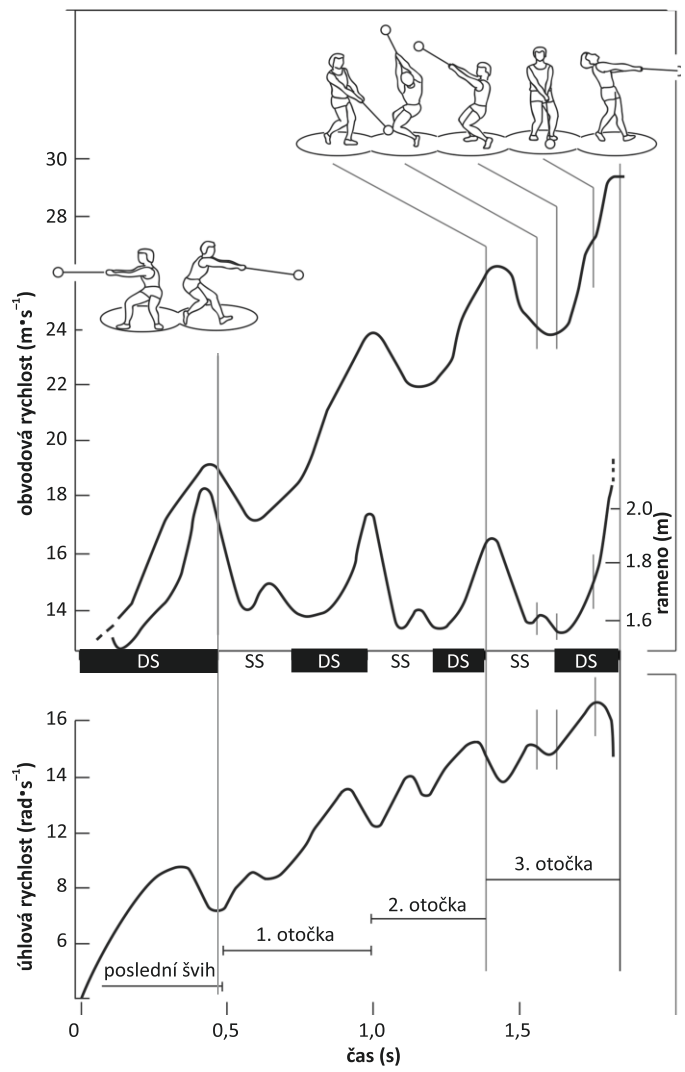 30
28
24
22
20
18
16
14
obvodová rychlost (m•s⁻¹)
2.0
1.8
1.6
rameno (m)
DS SS DS SS DS SS DS
16
14
12
10
8
6
úhlová rychlost (rad•s⁻¹)
3. otočka
2. otočka
1. otočka
poslední švih
0 0,5 1,0 1,5
čas (s)